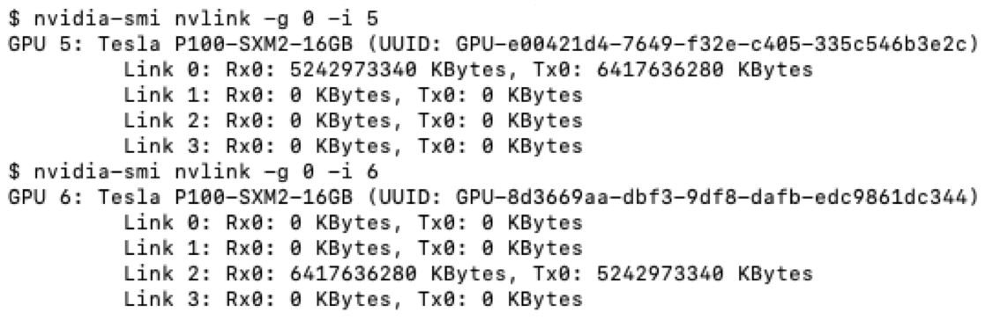 $ nvidia-smi nvlink -g 0 -i 5
GPU 5: Tesla P100-SXM2-16GB (UUID: GPU-e00421d4-7649-f32e-c405-335c546b3e2c)
Link 0: Rx0: 5242973340 KBytes, Tx0: 6417636280 KBytes
Link 1: Rx0: 0 KBytes, Tx0: 0 KBytes
Link 2: Rx0: 0 KBytes, Tx0: 0 KBytes
Link 3: Rx0: 0 KBytes, Tx0: 0 KBytes
$ nvidia-smi nvlink -g 0 -i 6
GPU 6: Tesla P100-SXM2-16GB (UUID: GPU-8d3669aa-dbf3-9df8-dafb-edc9861dc344)
Link 0: Rx0: 0 KBytes, Tx0: 0 KBytes
Link 1: Rx0: 0 KBytes, Tx0: 0 KBytes
Link 2: Rx0: 6417636280 KBytes, Tx0: 5242973340 KBytes
Link 3: Rx0: 0 KBytes, Tx0: 0 KBytes